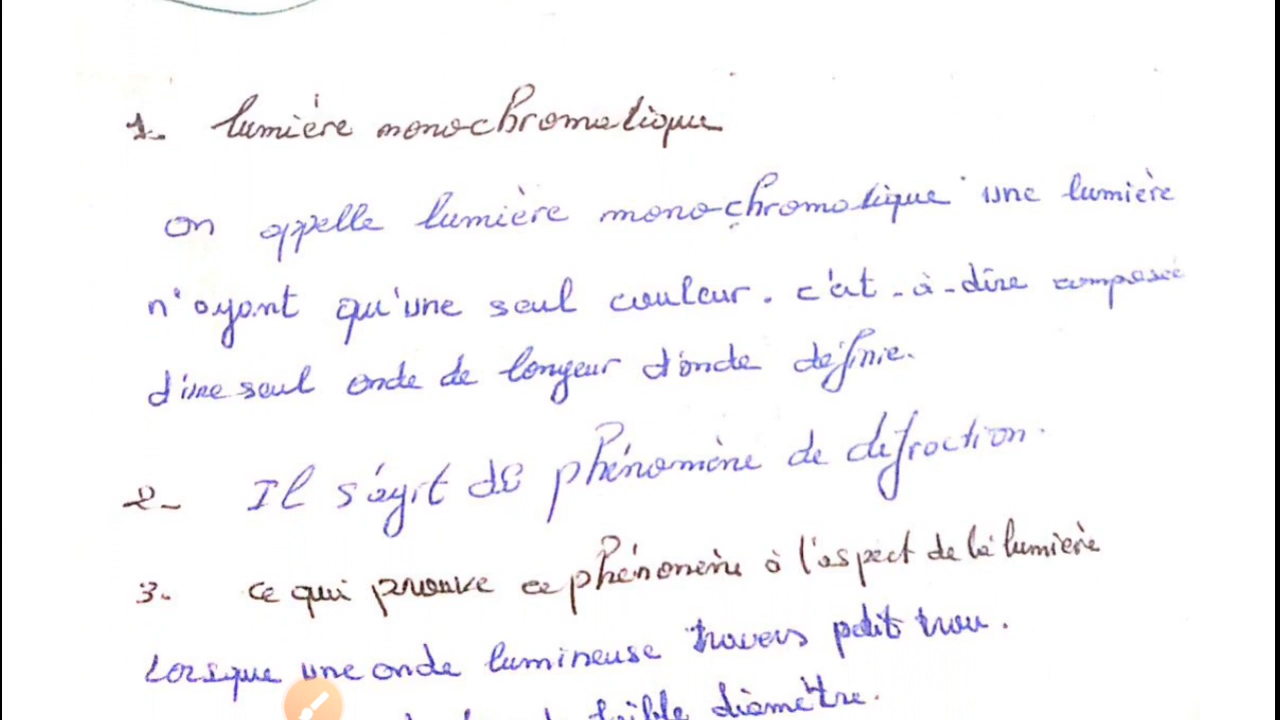 1. lumière monochromatique
on appelle lumière monochromatique une lumière
n'ayant qu'une seul couleur. c'at-à-dire composée
d'une seul onde de longeur d'onde définie.
2- Il s'agit de phénomène de difraction.
3. ce qui prouve ce phénomène à l'aspect de la lumière
Lorsque une onde lumineuse travers petit trou.
faible diamètre.